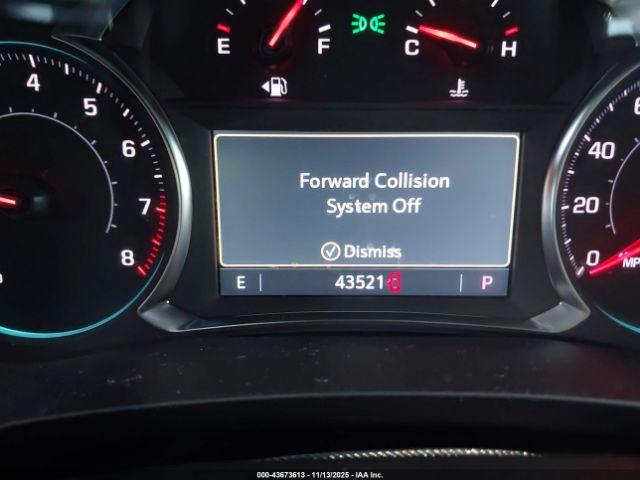 E F
C H
4
5
6
7
8
Forward Collision
System Off
Dismiss
E 43521 P
40
20
0
000-43673613 - 11/13/2025 - IAA Inc.